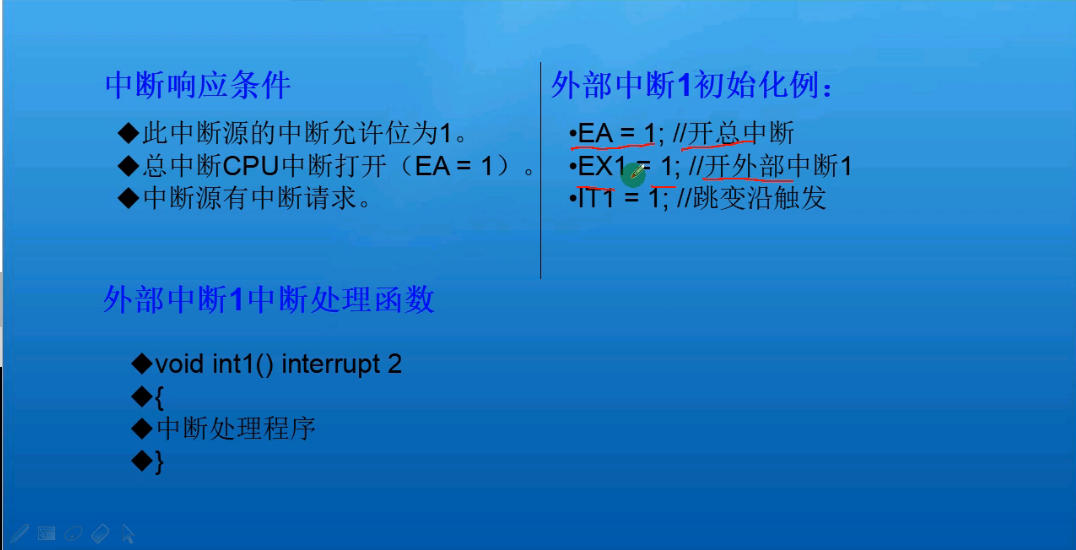 中断响应条件
◆此中断源的中断允许位为1。
◆总中断CPU中断打开（EA = 1）。
◆中断源有中断请求。
外部中断1初始化例：
•EA = 1; //开总中断
•EX1 = 1; //开外部中断1
•IT1 = 1; //跳变沿触发
外部中断1中断处理函数
◆void int1() interrupt 2
◆{
◆中断处理程序
◆}